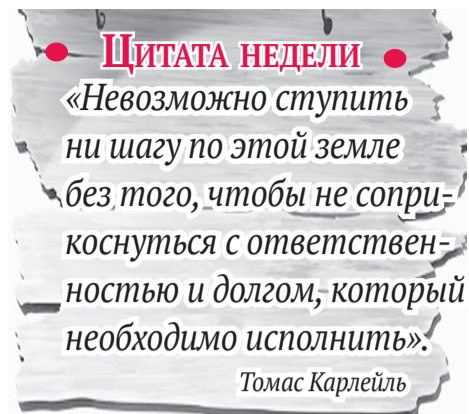 • Цитата недели •
«Невозможно ступить
ни шагу по этой земле
без того, чтобы не сопри-
коснуться с ответствен-
ностью и долгом, который
необходимо исполнить».
Томас Карлейль